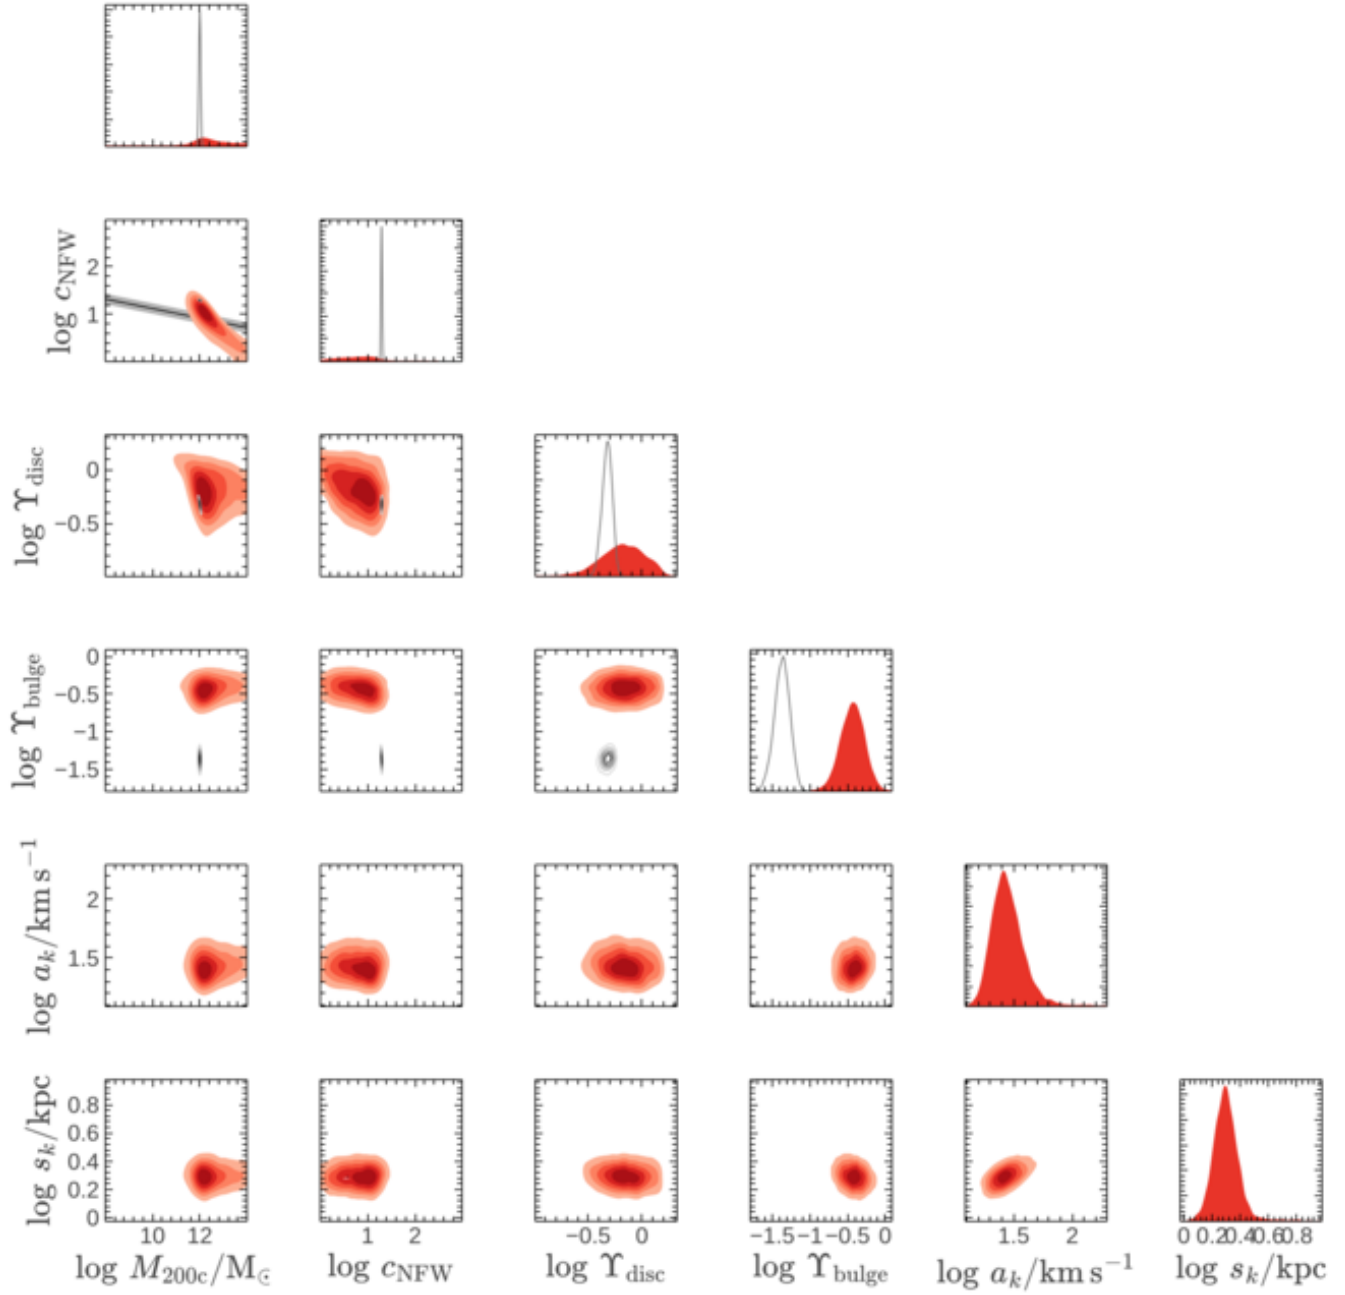 log c_NFW
2
1
log ϒ_disc
0
−0.5
log ϒ_bulge
0
−0.5
−1
−1.5
log a_k/km s⁻¹
2
1.5
log s_k/kpc
0.8
0.6
0.4
0.2
0
10 12
1 2
−0.5 0
−1.5 −1 −0.5 0
1.5 2
0 0.2 0.4 0.6 0.8
log M_200c/M_⊙
log c_NFW
log ϒ_disc
log ϒ_bulge
log a_k/km s⁻¹
log s_k/kpc